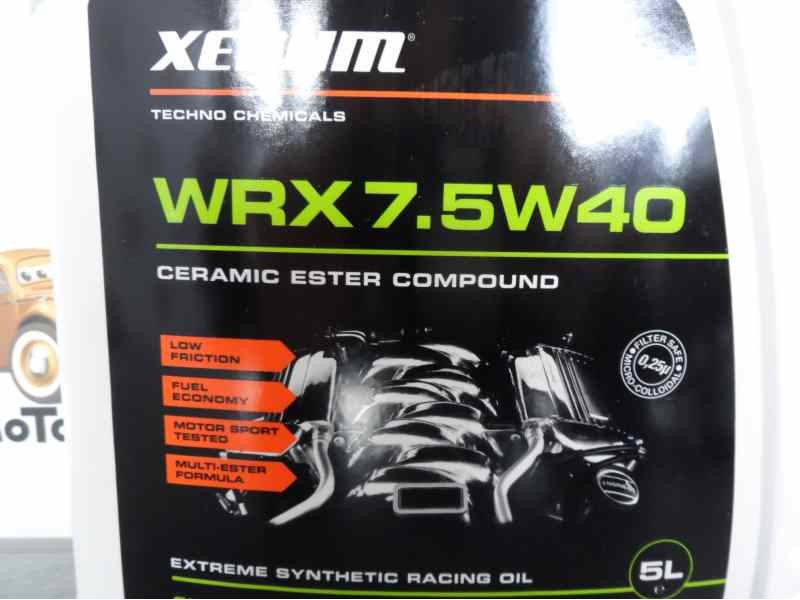 XENUM®
TECHNO CHEMICALS
WRX 7.5W40
CERAMIC ESTER COMPOUND
LOW
FRICTION
FUEL
ECONOMY
MOTOR SPORT
TESTED
MULTI-ESTER
FORMULA
FILTER SAFE
0,25µ
MICRO-COLLOIDAL
EXTREME SYNTHETIC RACING OIL
5L
e